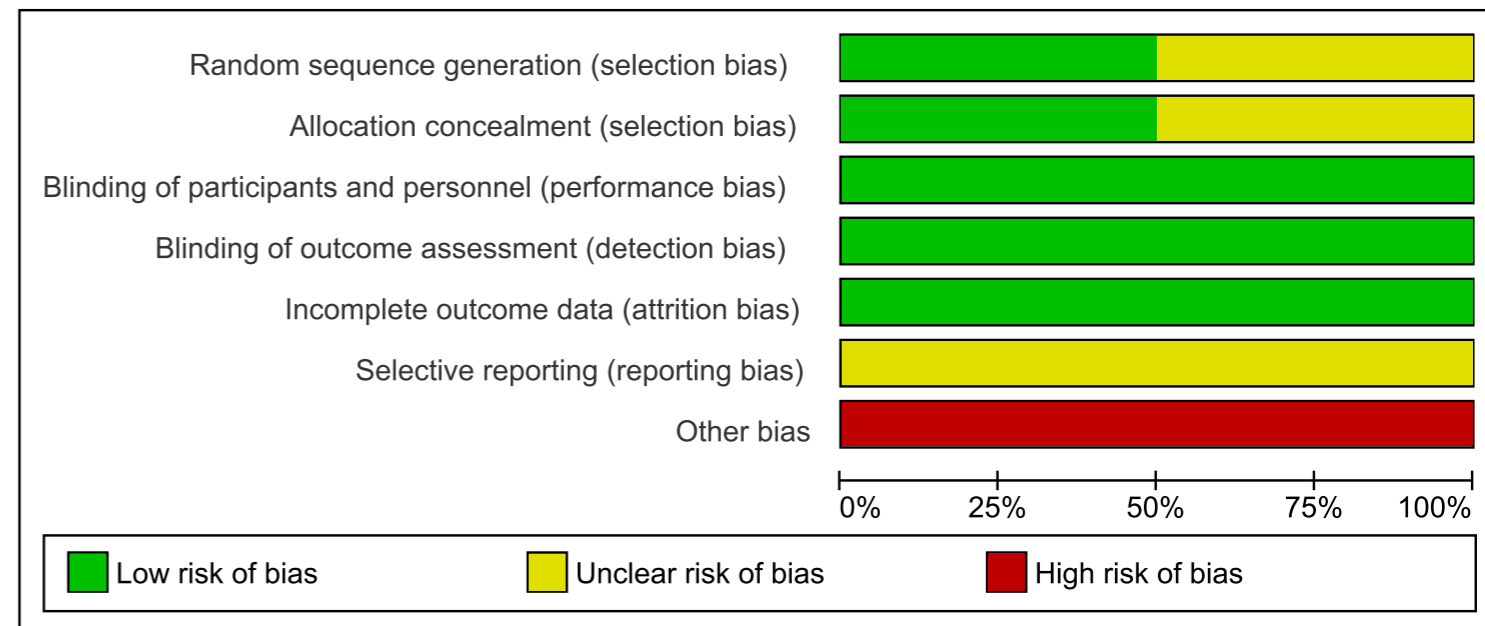 Random sequence generation (selection bias)
Allocation concealment (selection bias)
Blinding of participants and personnel (performance bias)
Blinding of outcome assessment (detection bias)
Incomplete outcome data (attrition bias)
Selective reporting (reporting bias)
Other bias
0% 25% 50% 75% 100%
Low risk of bias Unclear risk of bias High risk of bias